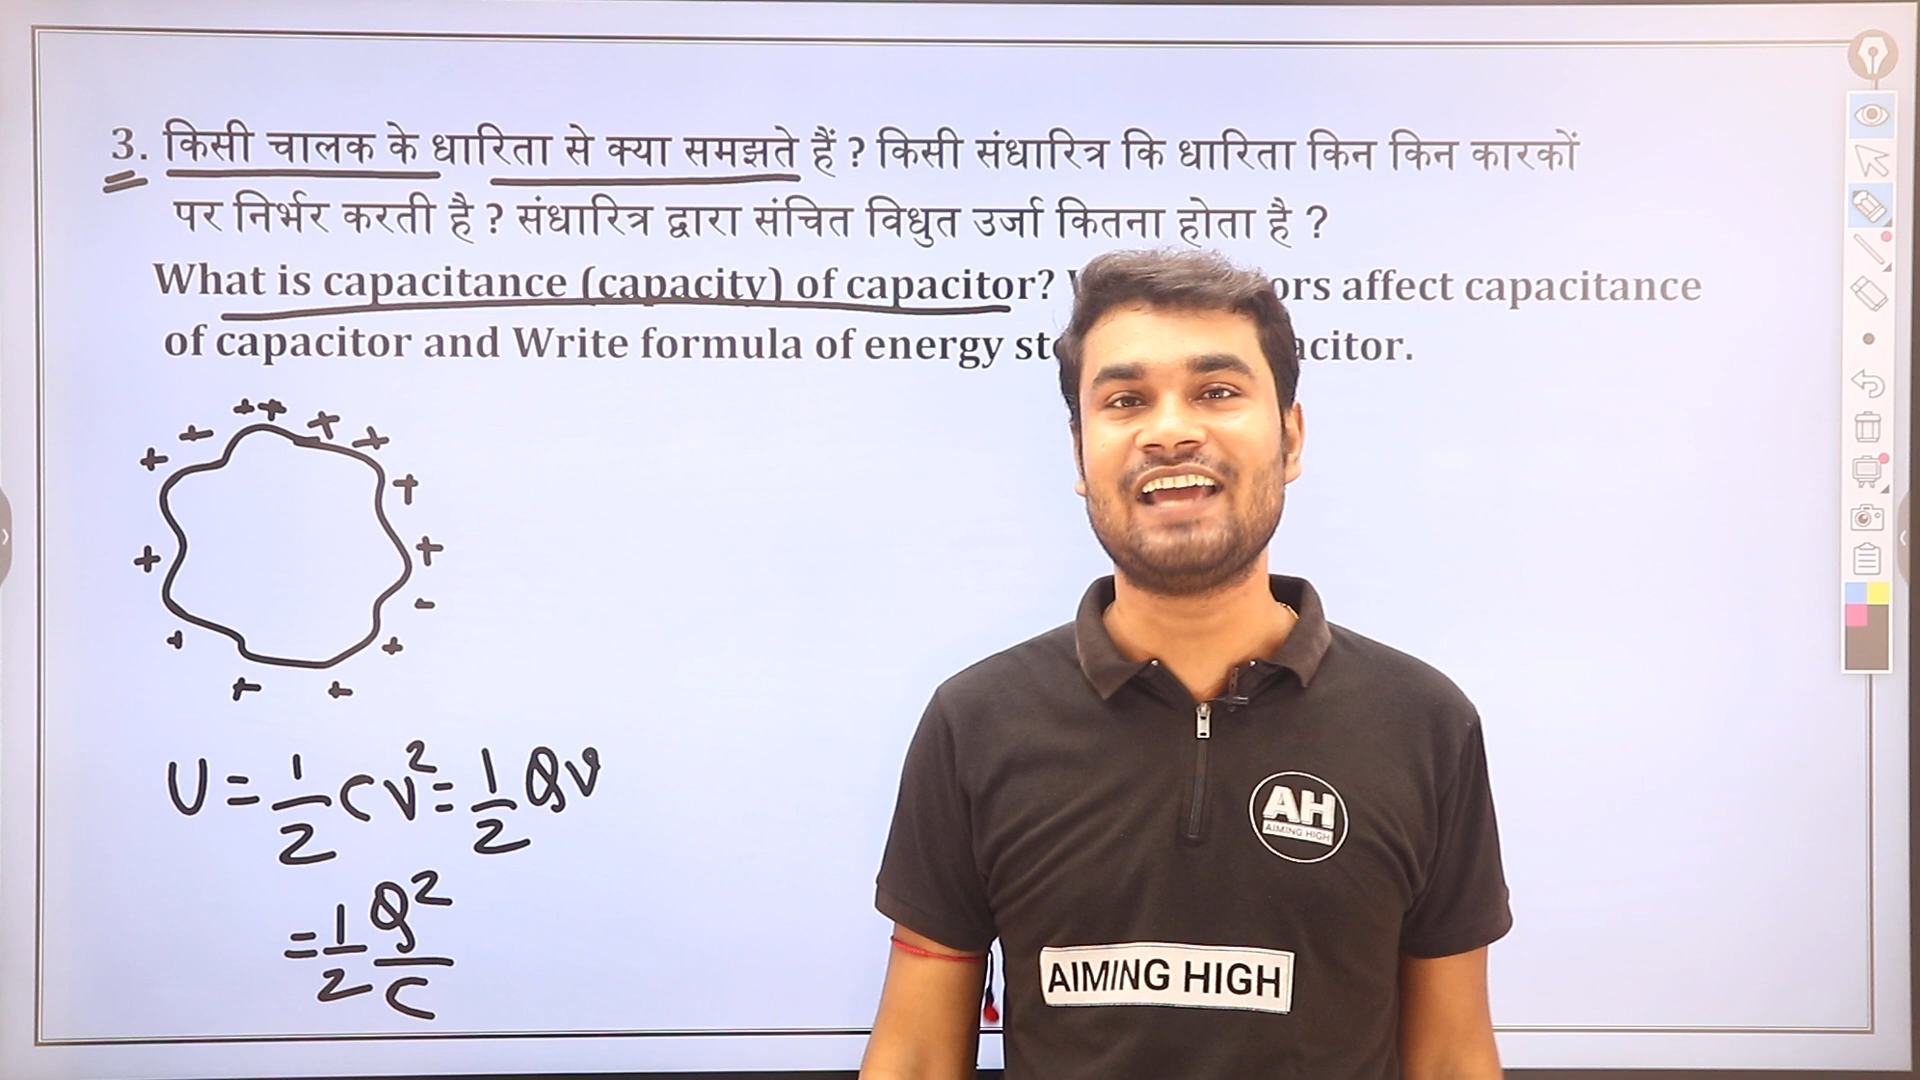 3. किसी चालक के धारिता से क्या समझते हैं ? किसी संधारित्र कि धारिता किन किन कारकों
पर निर्भर करती है ? संधारित्र द्वारा संचित विधुत उर्जा कितना होता है ?
What is capacitance (capacity) of capacitor? ors affect capacitance
of capacitor and Write formula of energy sto acitor.
+ + + + + + + + + - + + + + +
U = 1/2 CV² = 1/2 QV
= 1/2 Q²/C
AH
AIMING HIGH
AIMING HIGH